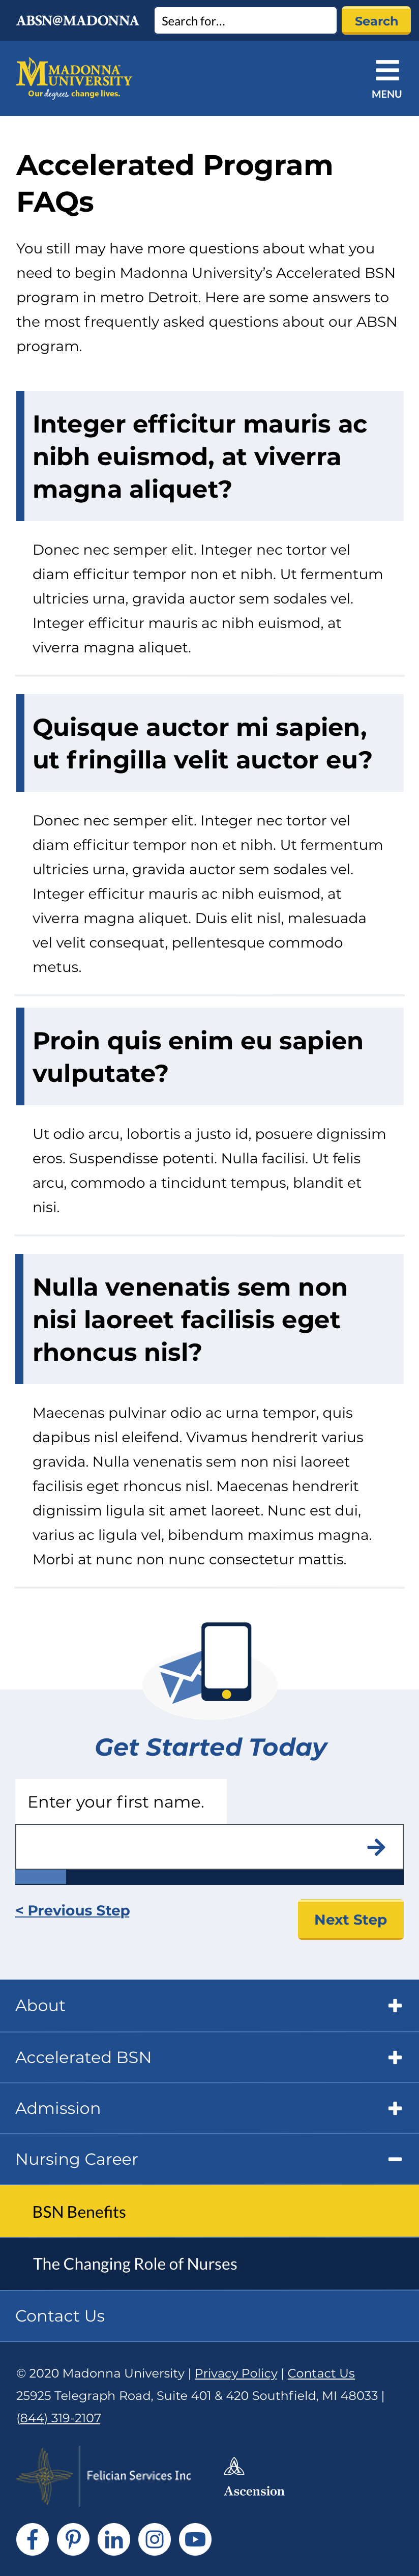 ABSN@MADONNA
Search for...
Search
MADONNA
UNIVERSITY
Our degrees change lives.
MENU
Accelerated Program
FAQs
You still may have more questions about what you
need to begin Madonna University's Accelerated BSN
program in metro Detroit. Here are some answers to
the most frequently asked questions about our ABSN
program.
Integer efficitur mauris ac
nibh euismod, at viverra
magna aliquet?
Donec nec semper elit. Integer nec tortor vel
diam efficitur tempor non et nibh. Ut fermentum
ultricies urna, gravida auctor sem sodales vel.
Integer efficitur mauris ac nibh euismod, at
viverra magna aliquet.
Quisque auctor mi sapien,
ut fringilla velit auctor eu?
Donec nec semper elit. Integer nec tortor vel
diam efficitur tempor non et nibh. Ut fermentum
ultricies urna, gravida auctor sem sodales vel.
Integer efficitur mauris ac nibh euismod, at
viverra magna aliquet. Duis elit nisl, malesuada
vel velit consequat, pellentesque commodo
metus.
Proin quis enim eu sapien
vulputate?
Ut odio arcu, lobortis a justo id, posuere dignissim
eros. Suspendisse potenti. Nulla facilisi. Ut felis
arcu, commodo a tincidunt tempus, blandit et
nisi.
Nulla venenatis sem non
nisi laoreet facilisis eget
rhoncus nisl?
Maecenas pulvinar odio ac urna tempor, quis
dapibus nisl eleifend. Vivamus hendrerit varius
gravida. Nulla venenatis sem non nisi laoreet
facilisis eget rhoncus nisl. Maecenas hendrerit
dignissim ligula sit amet laoreet. Nunc est dui,
varius ac ligula vel, bibendum maximus magna.
Morbi at nunc non nunc consectetur mattis.
Get Started Today
Enter your first name.
< Previous Step
Next Step
About
Accelerated BSN
Admission
Nursing Career
BSN Benefits
The Changing Role of Nurses
Contact Us
© 2020 Madonna University | Privacy Policy | Contact Us
25925 Telegraph Road, Suite 401 & 420 Southfield, MI 48033 |
(844) 319-2107
Felician Services Inc
Ascension